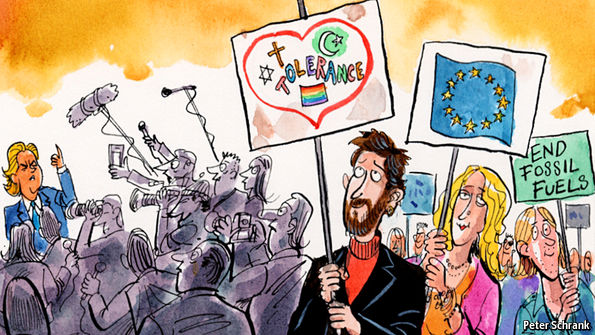 TOLERANCE
END
FOSSIL
FUELS
Peter Schrank